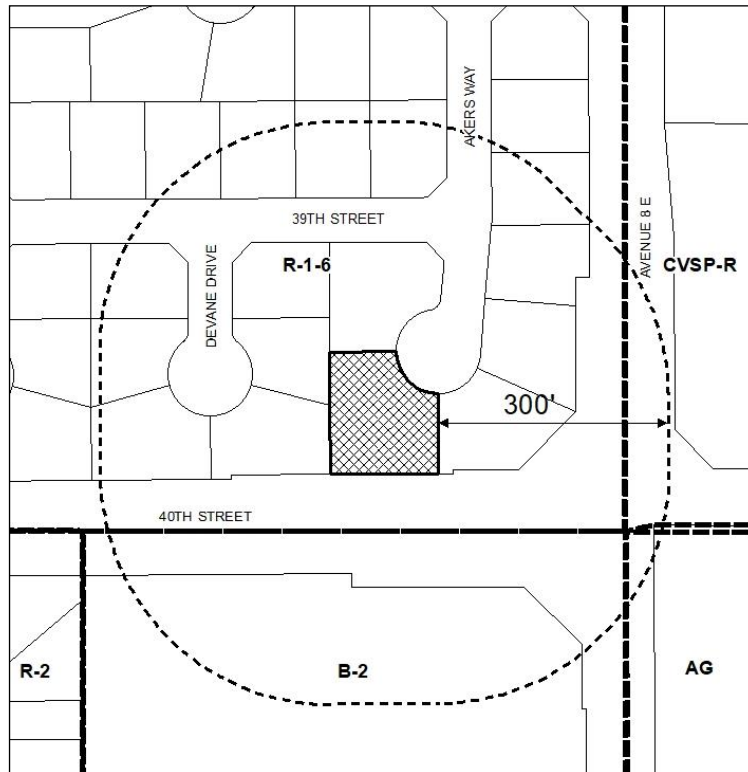 AKERS WAY
39TH STREET
AVENUE 8 E
R-1-6
CVSP-R
DEVANE DRIVE
300'
40TH STREET
R-2
B-2
AG